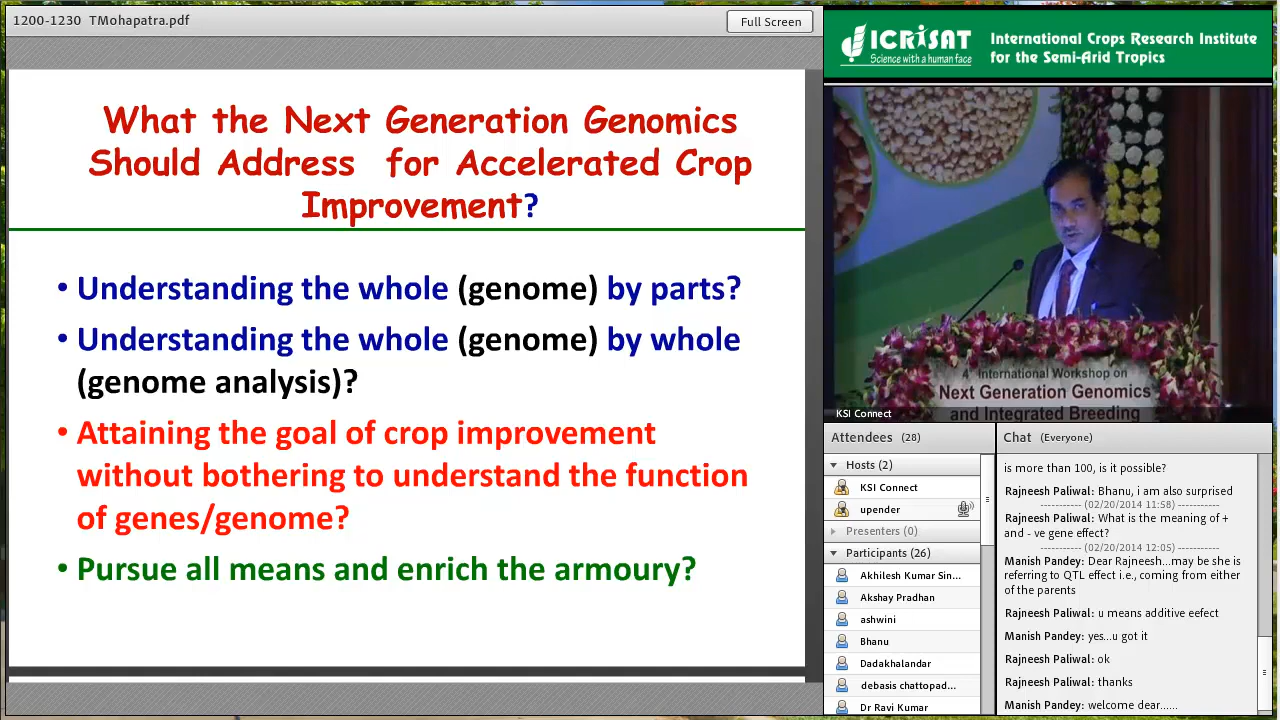 1200-1230 TMohapatra.pdf
Full Screen
What the Next Generation Genomics
Should Address for Accelerated Crop
Improvement?
• Understanding the whole (genome) by parts?
• Understanding the whole (genome) by whole
(genome analysis)?
• Attaining the goal of crop improvement
without bothering to understand the function
of genes/genome?
• Pursue all means and enrich the armoury?
ICRISAT
Science with a human face
International Crops Research Institute
for the Semi-Arid Tropics
4 International Workshop on
Next Generation Genomics
and Integrated Breeding
KSI Connect
Attendees (28)
Hosts (2)
KSI Connect
upender
Presenters (0)
Participants (26)
Akhilesh Kumar Sin...
Akshay Pradhan
ashwini
Bhanu
Dadakhalandar
debasis chattopad...
Dr Ravi Kumar
Chat (Everyone)
is more than 100, is it possible?
Rajneesh Paliwal: Bhanu, i am also surprised
----------- (02/20/2014 11:58) -----------
Rajneesh Paliwal: What is the meaning of +
and - ve gene effect?
----------- (02/20/2014 12:05) -----------
Manish Pandey: Dear Rajneesh...may be she is
referring to QTL effect i.e., coming from either
of the parents
Rajneesh Paliwal: u means additive eefect
Manish Pandey: yes...u got it
Rajneesh Paliwal: ok
Rajneesh Paliwal: thanks
Manish Pandey: welcome dear......